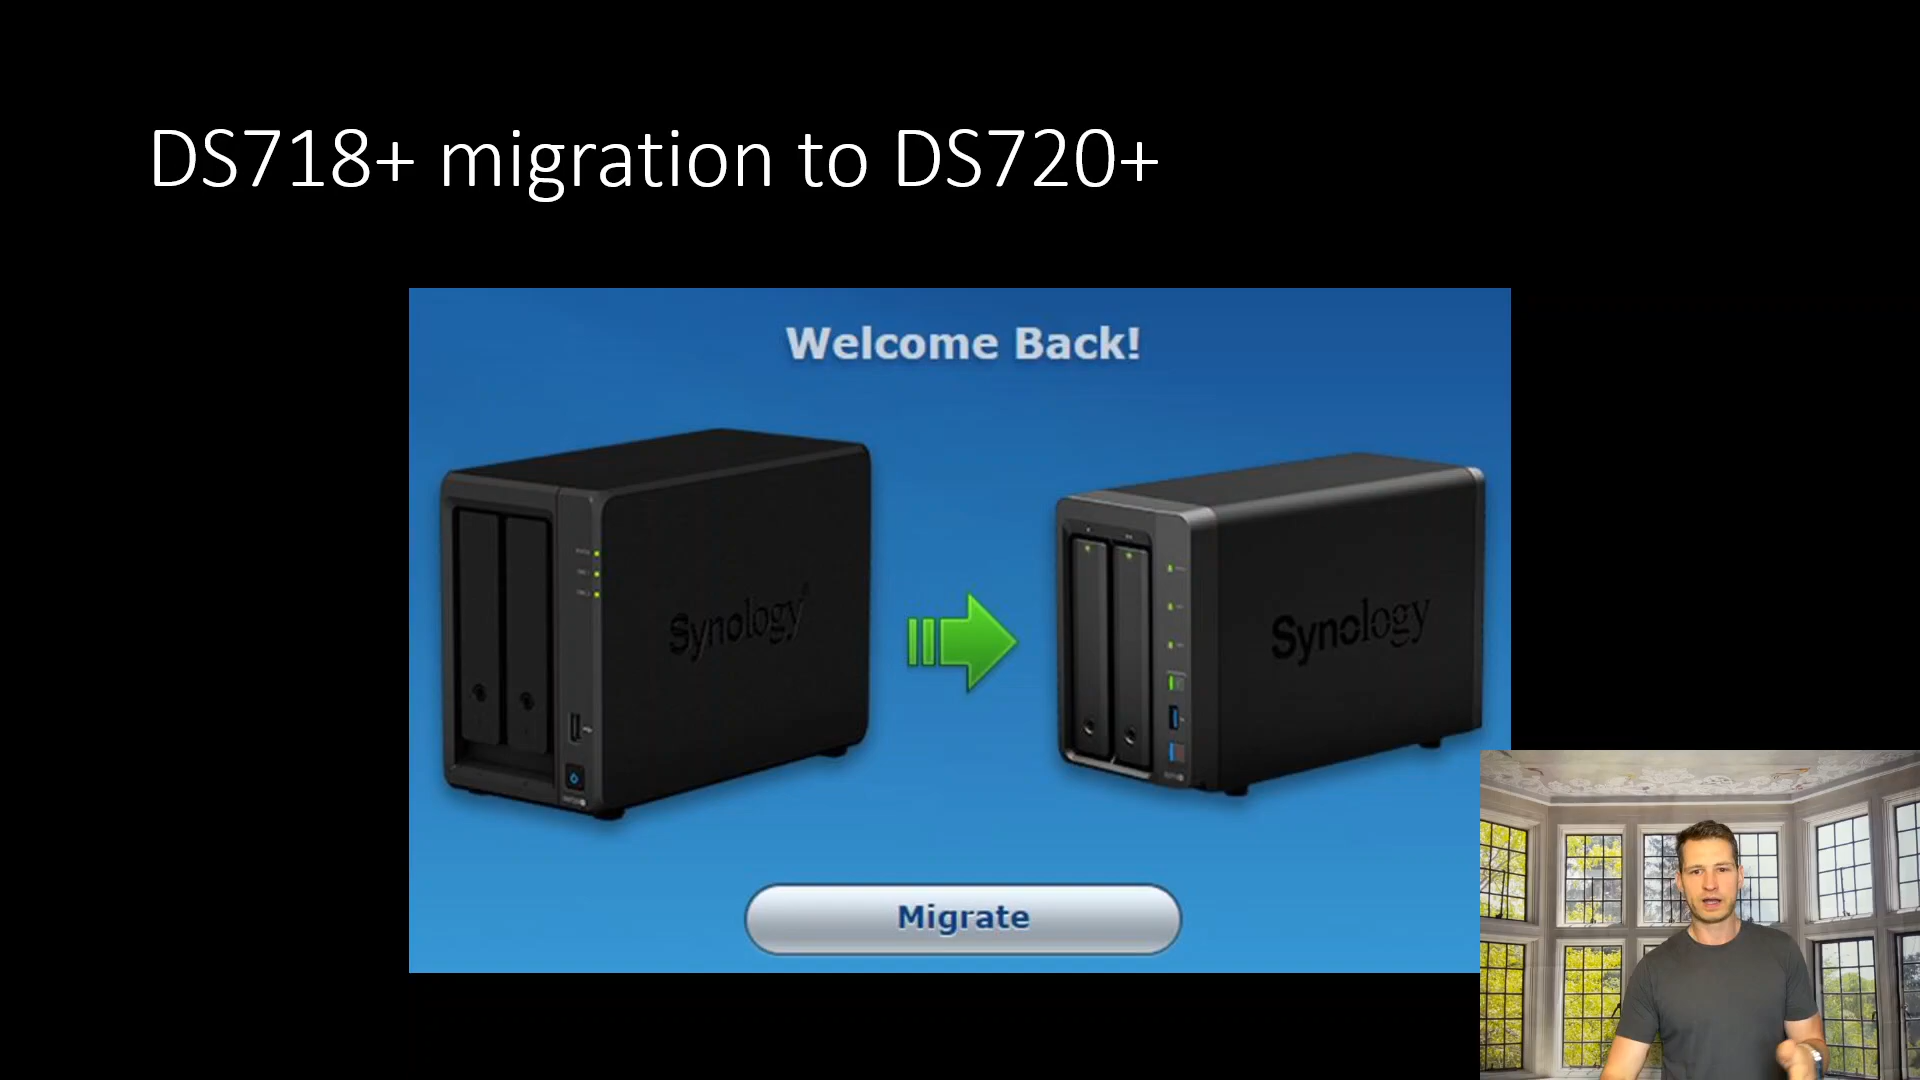 DS718+ migration to DS720+
Welcome Back!
Synology
Synology
Migrate